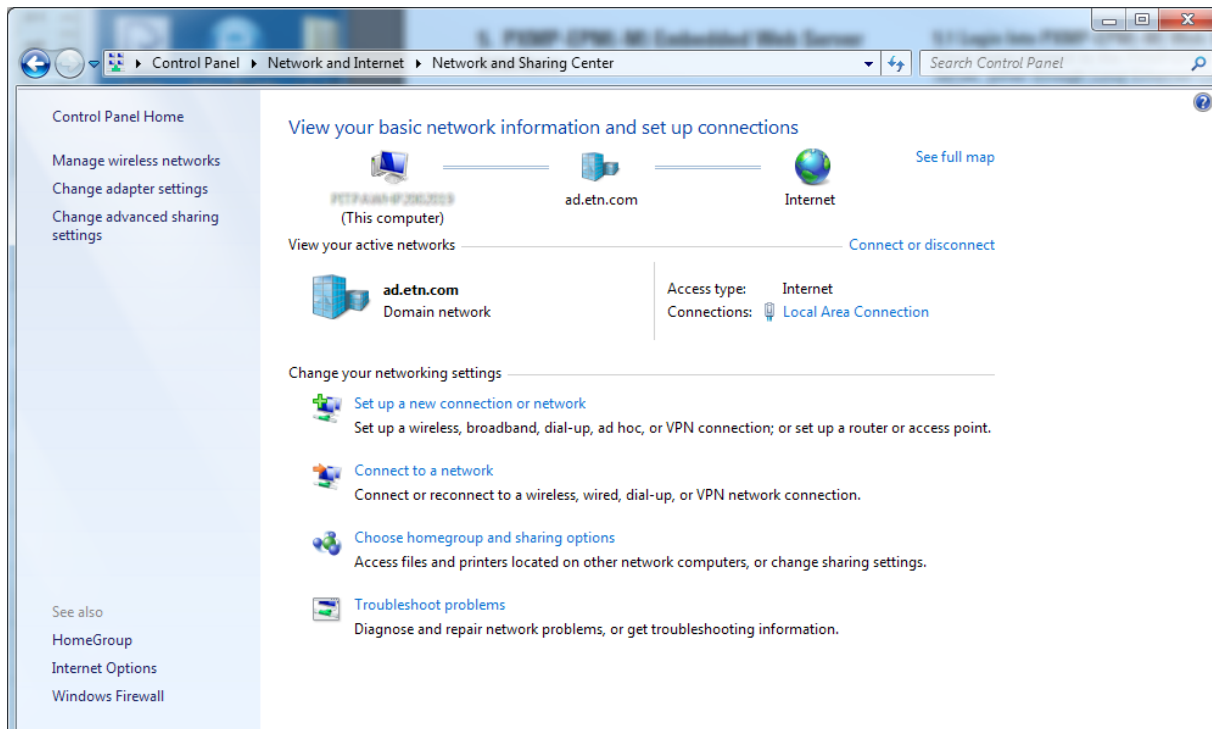 5. PXMP-EPMI-MI Embedded Web Server
Control Panel Network and Internet Network and Sharing Center
Search Control Panel
Control Panel Home
Manage wireless networks
Change adapter settings
Change advanced sharing
settings
See also
HomeGroup
Internet Options
Windows Firewall
View your basic network information and set up connections
See full map
ad.etn.com
Internet
(This computer)
View your active networks
Connect or disconnect
ad.etn.com
Domain network
Access type: Internet
Connections: Local Area Connection
Change your networking settings
Set up a new connection or network
Set up a wireless, broadband, dial-up, ad hoc, or VPN connection; or set up a router or access point.
Connect to a network
Connect or reconnect to a wireless, wired, dial-up, or VPN network connection.
Choose homegroup and sharing options
Access files and printers located on other network computers, or change sharing settings.
Troubleshoot problems
Diagnose and repair network problems, or get troubleshooting information.